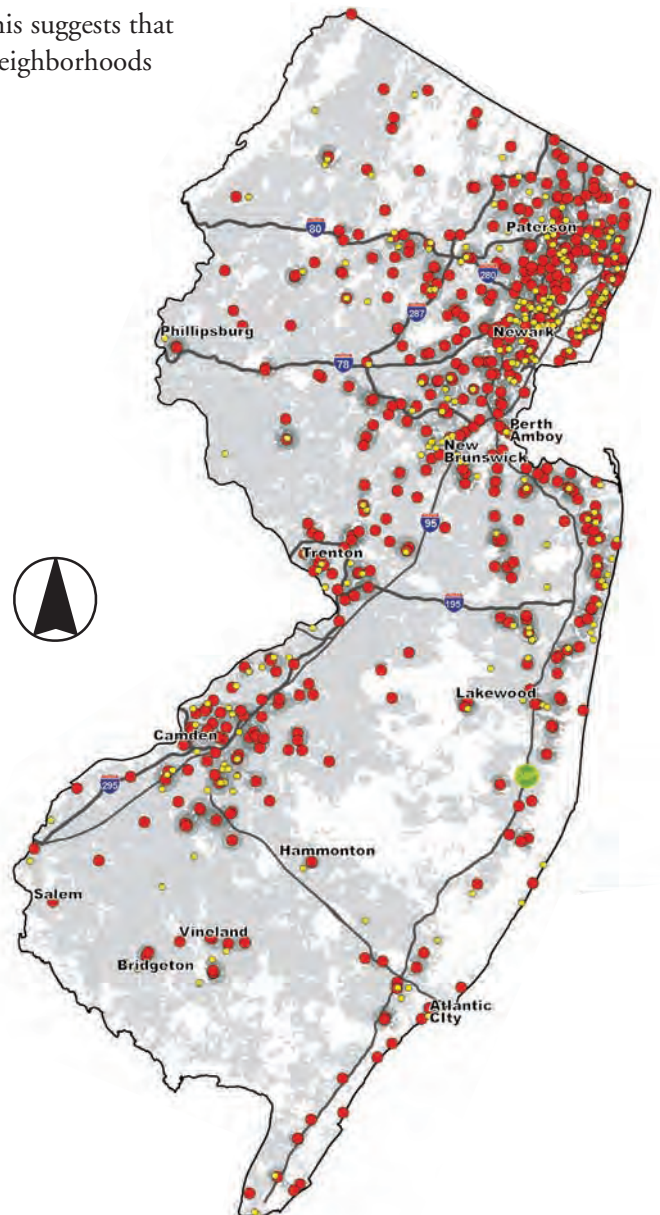 his suggests that
eighborhoods
Paterson
80
280
287
Phillipsburg
Newark
78
Perth
Amboy
New
Brunswick
95
Trenton
195
Lakewood
Camden
295
Hammonton
Salem
Vineland
Bridgeton
Atlantic
CIty